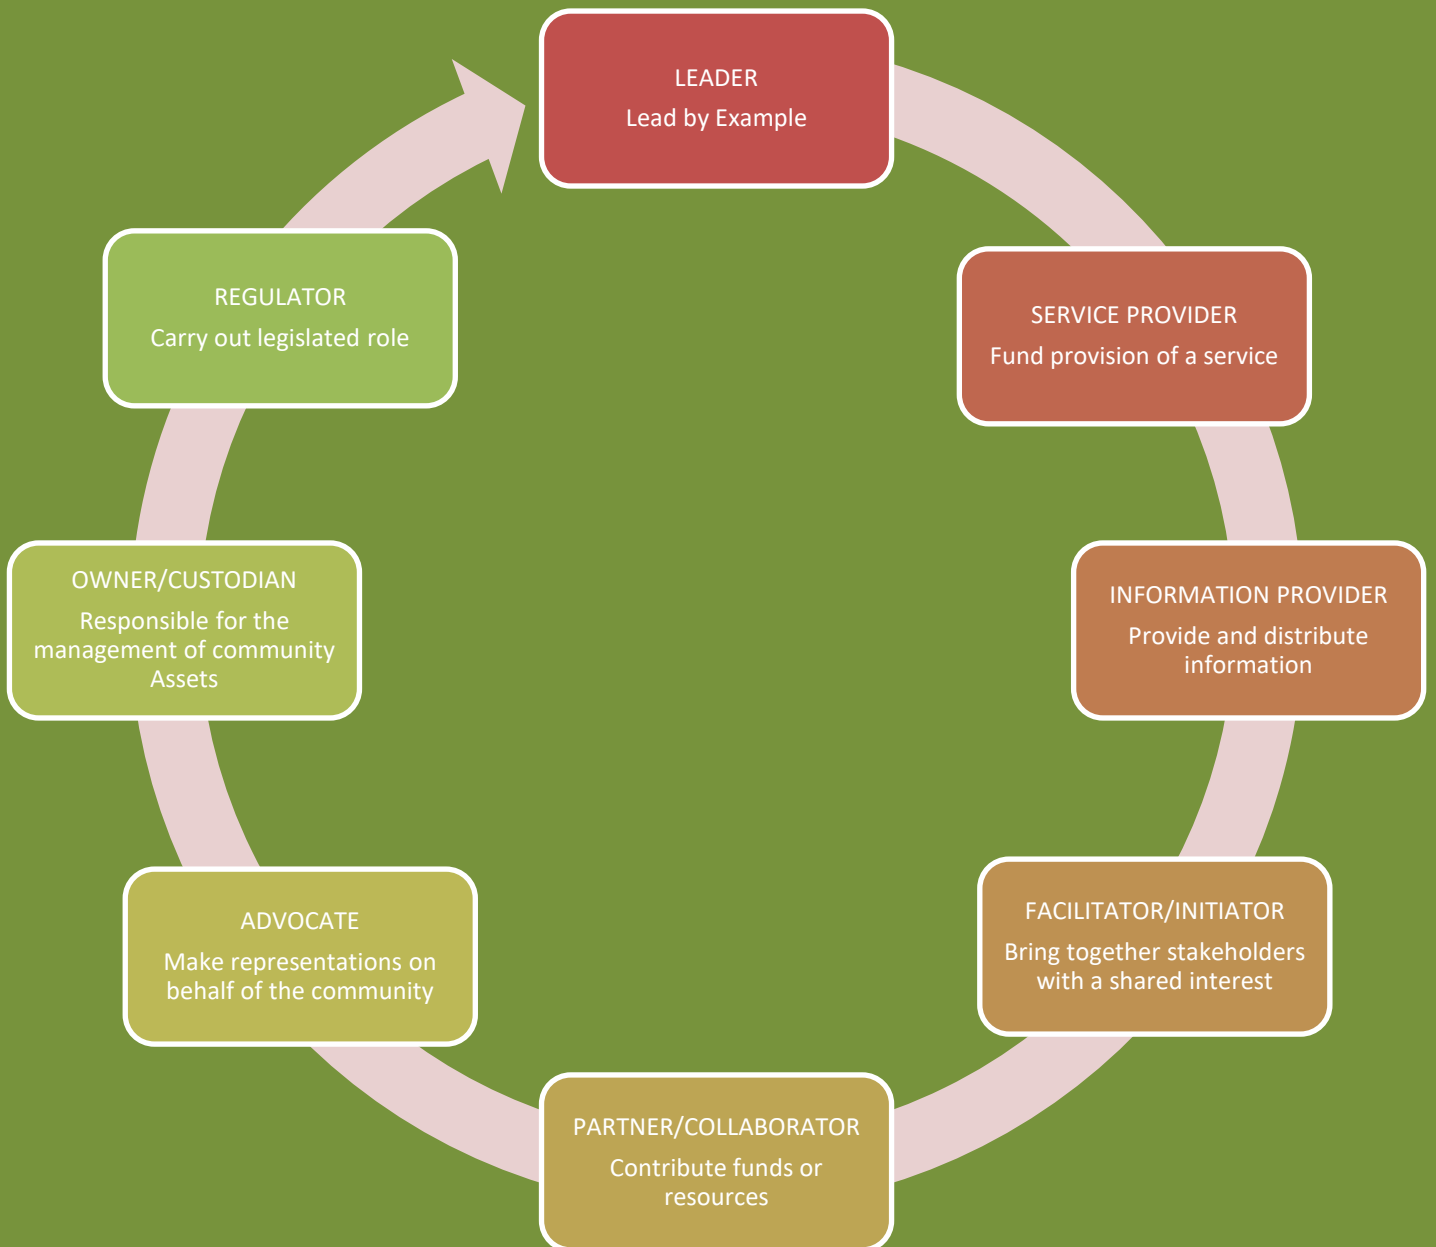 LEADER
Lead by Example
SERVICE PROVIDER
Fund provision of a service
INFORMATION PROVIDER
Provide and distribute
information
FACILITATOR/INITIATOR
Bring together stakeholders
with a shared interest
PARTNER/COLLABORATOR
Contribute funds or
resources
ADVOCATE
Make representations on
behalf of the community
OWNER/CUSTODIAN
Responsible for the
management of community
Assets
REGULATOR
Carry out legislated role